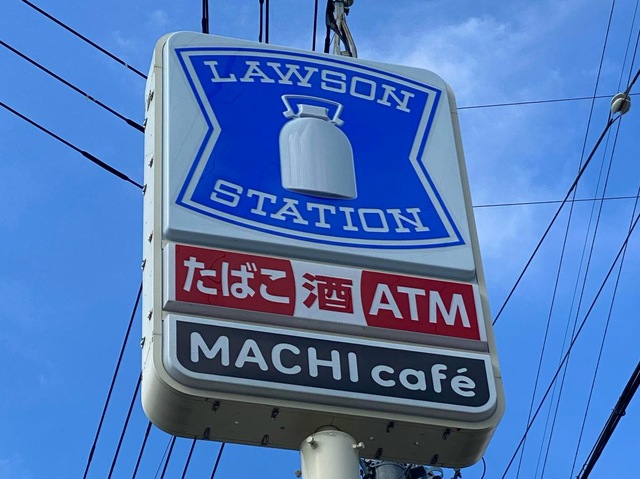 LAWSON
STATION
たばこ 酒 ATM
MACHI café